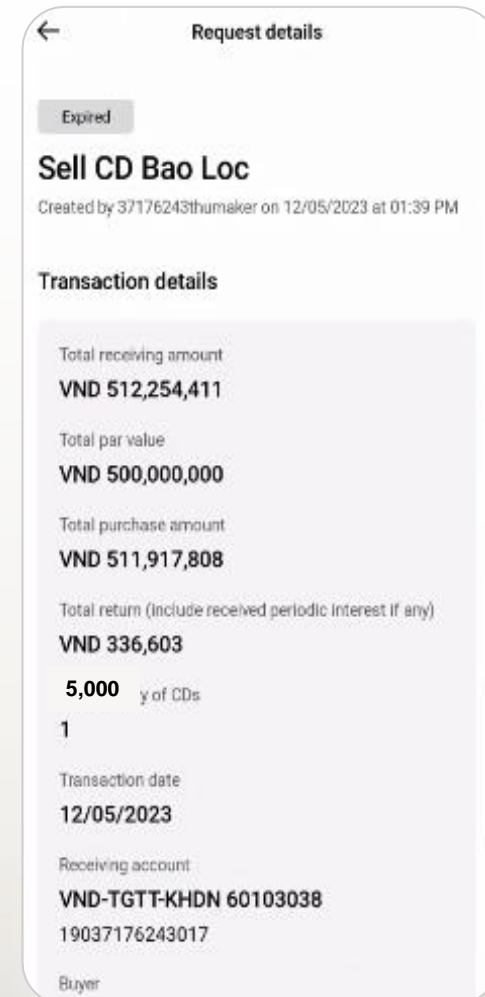 Request details
Expired
Sell CD Bao Loc
Created by 37176243thumaker on 12/05/2023 at 01:39 PM
Transaction details
Total receiving amount
VND 512,254,411
Total par value
VND 500,000,000
Total purchase amount
VND 511,917,808
Total return (include received periodic interest if any)
VND 336,603
5,000 y of CDs
1
Transaction date
12/05/2023
Receiving account
VND-TGTT-KHDN 60103038
19037176243017
Buyer